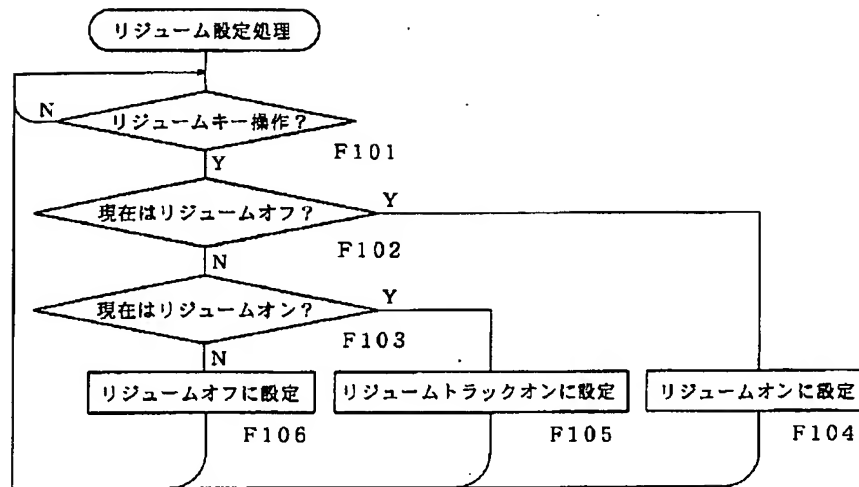 リジューム設定処理
N
リジュームキー操作?
F101
Y
現在はリジュームオフ?
Y
F102
N
現在はリジュームオン?
Y
F103
N
リジュームオフに設定
リジュームトラックオンに設定
リジュームオンに設定
F106
F105
F104